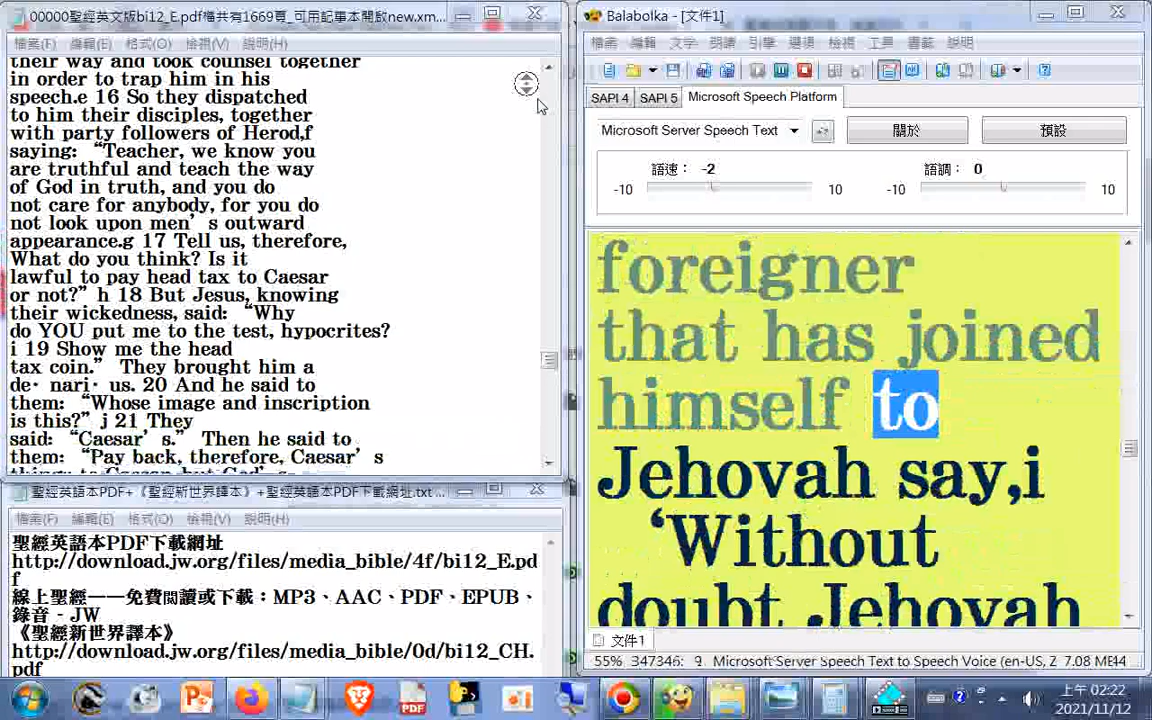 00000聖經英文版bi12_E.pdf檔共有1669頁_可用記事本開啟new.xm...
檔案(F) 編輯(E) 格式(O) 檢視(V) 說明(H)
their way and took counsel together
in order to trap him in his
speech.e 16 So they dispatched
to him their disciples, together
with party followers of Herod,f
saying: “Teacher, we know you
are truthful and teach the way
of God in truth, and you do
not care for anybody, for you do
not look upon men’s outward
appearance.g 17 Tell us, therefore,
What do you think? Is it
lawful to pay head tax to Caesar
or not?” h 18 But Jesus, knowing
their wickedness, said: “Why
do YOU put me to the test, hypocrites?
i 19 Show me the head
tax coin.” They brought him a
de·nari·us. 20 And he said to
them: “Whose image and inscription
is this?” j 21 They
said: “Caesar’s.” Then he said to
them: “Pay back, therefore, Caesar’s
things to Caesar, but God’s
聖經英語本PDF+《聖經新世界譯本》+聖經英語本PDF下載網址.txt ...
檔案(F) 編輯(E) 格式(O) 檢視(V) 說明(H)
聖經英語本PDF下載網址
http://download.jw.org/files/media_bible/4f/bi12_E.pd
f
線上聖經——免費閱讀或下載：MP3、AAC、PDF、EPUB、
錄音 - JW
《聖經新世界譯本》
http://download.jw.org/files/media_bible/0d/bi12_CH.
pdf
Balabolka - [文件1]
檔案 編輯 文字 朗讀 引擎 選項 檢視 工具 書籤 說明
SAPI 4 SAPI 5 Microsoft Speech Platform
Microsoft Server Speech Text 關於 預設
語速： -2 語調： 0
-10 10 -10 10
foreigner
that has joined
himself to
Jehovah say,i
‘Without
doubt Jehovah
文件1
55% 347346: 9 Microsoft Server Speech Text to Speech Voice (en-US, Z 7.08 ME44
PDF
上午 02:22
2021/11/12